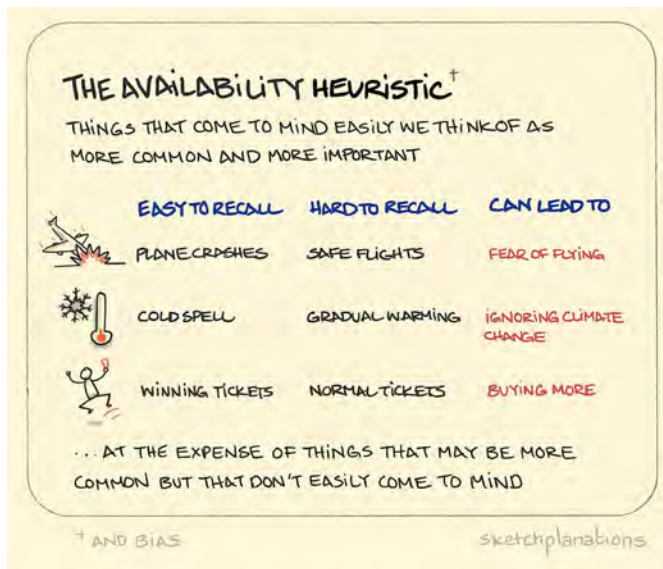 THE AVAILABILITY HEURISTIC†
THINGS THAT COME TO MIND EASILY WE THINK OF AS
MORE COMMON AND MORE IMPORTANT
EASY TO RECALL HARD TO RECALL CAN LEAD TO
PLANE CRASHES SAFE FLIGHTS FEAR OF FLYING
COLD SPELL GRADUAL WARMING IGNORING CLIMATE
CHANGE
WINNING TICKETS NORMAL TICKETS BUYING MORE
...AT THE EXPENSE OF THINGS THAT MAY BE MORE
COMMON BUT THAT DON'T EASILY COME TO MIND
† AND BIAS
sketchplanations